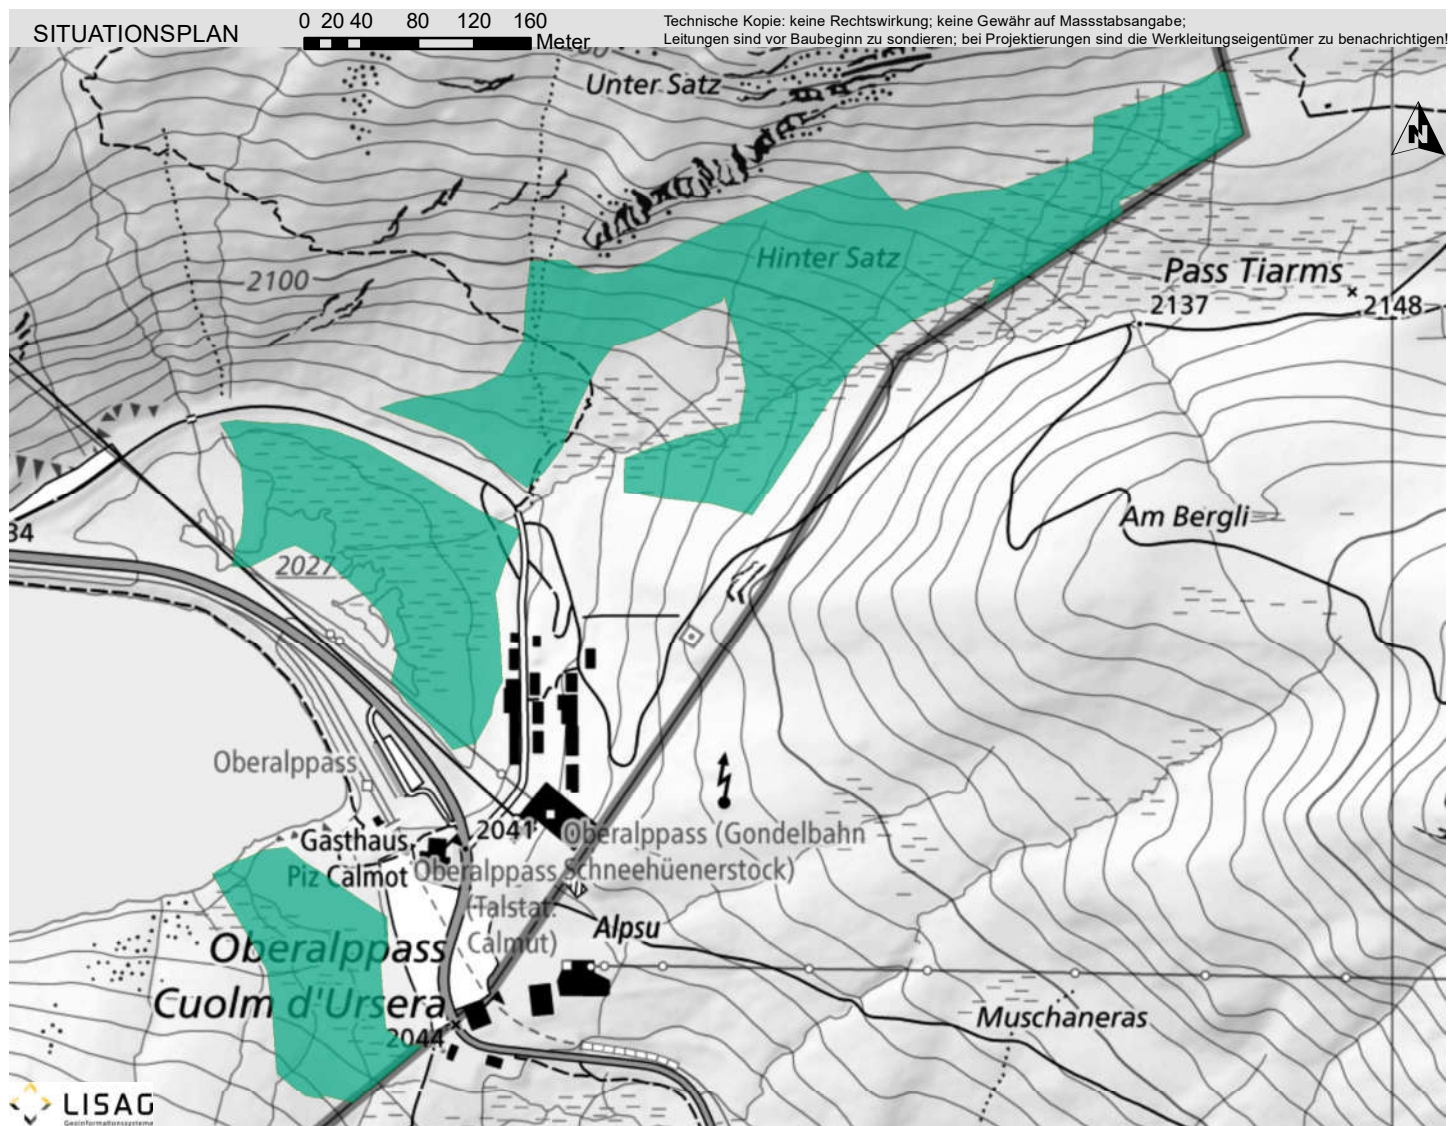 SITUATIONSPLAN
0 20 40 80 120 160
Meter
Technische Kopie: keine Rechtswirkung; keine Gewähr auf Massstabsangabe;
Leitungen sind vor Baubeginn zu sondieren; bei Projektierungen sind die Werkleitungseigentümer zu benachrichtigen!
Unter Satz
N
Hinter Satz
2100
Pass Tiarms
2137
2148
Am Bergli
34
2027
Oberalppass
Gasthaus
Piz Calmot
2041
Oberalppass (Gondelbahn
Schneehüenerstock)
Oberalppass
(Talstat.
Calmut)
Alpsu
Oberalppass
Cuolm d'Ursera
2044
Muschaneras
LISAG
Geoinformationssysteme